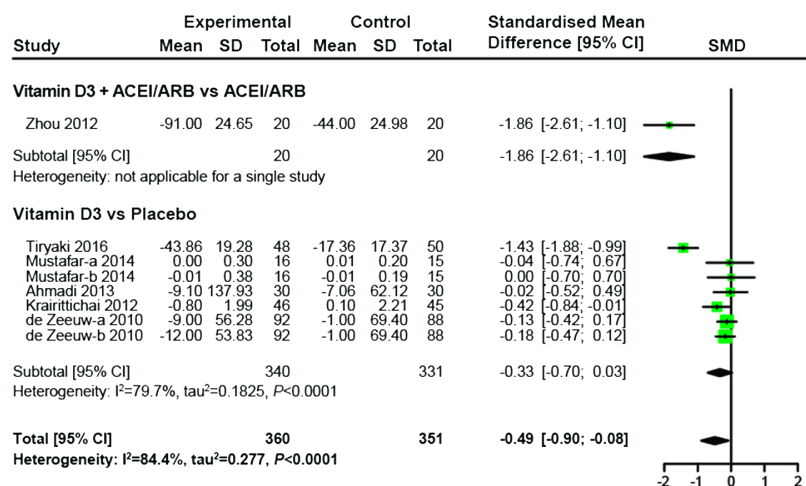 Experimental Control Standardised Mean
Study Mean SD Total Mean SD Total Difference [95% CI] SMD
Vitamin D3 + ACEI/ARB vs ACEI/ARB
Zhou 2012 -91.00 24.65 20 -44.00 24.98 20 -1.86 [-2.61; -1.10]
Subtotal [95% CI] 20 20 -1.86 [-2.61; -1.10]
Heterogeneity: not applicable for a single study
Vitamin D3 vs Placebo
Tiryaki 2016 -43.86 19.28 48 -17.36 17.37 50 -1.43 [-1.88; -0.99]
Mustafar-a 2014 0.00 0.30 16 0.01 0.20 15 -0.04 [-0.74; 0.67]
Mustafar-b 2014 -0.01 0.38 16 -0.01 0.19 15 0.00 [-0.70; 0.70]
Ahmadi 2013 -9.10 137.93 30 -7.06 62.12 30 -0.02 [-0.52; 0.49]
Krairittichai 2012 -0.80 1.99 46 0.10 2.21 45 -0.42 [-0.84; -0.01]
de Zeeuw-a 2010 -9.00 56.28 92 -1.00 69.40 88 -0.13 [-0.42; 0.17]
de Zeeuw-b 2010 -12.00 53.83 92 -1.00 69.40 88 -0.18 [-0.47; 0.12]
Subtotal [95% CI] 340 331 -0.33 [-0.70; 0.03]
Heterogeneity: I²=79.7%, tau²=0.1825, P<0.0001
Total [95% CI] 360 351 -0.49 [-0.90; -0.08]
Heterogeneity: I²=84.4%, tau²=0.277, P<0.0001
-2 -1 0 1 2